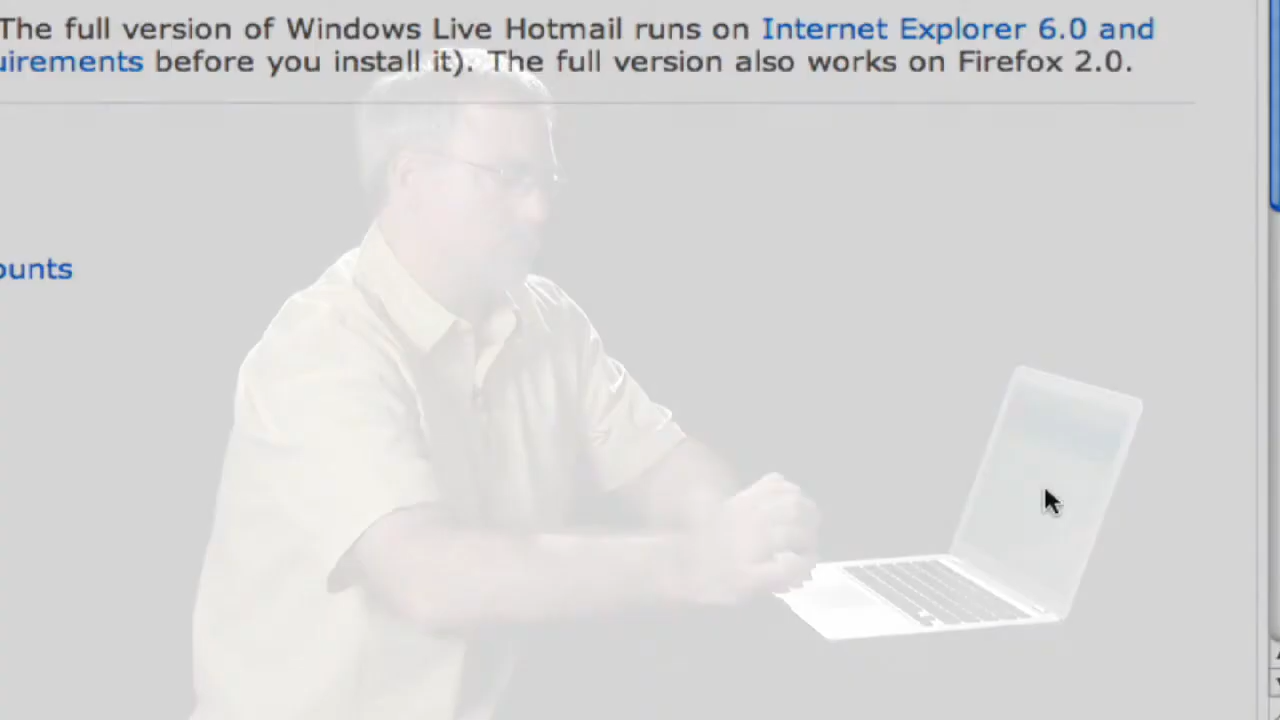 The full version of Windows Live Hotmail runs on Internet Explorer 6.0 and
uirements before you install it). The full version also works on Firefox 2.0.
ounts